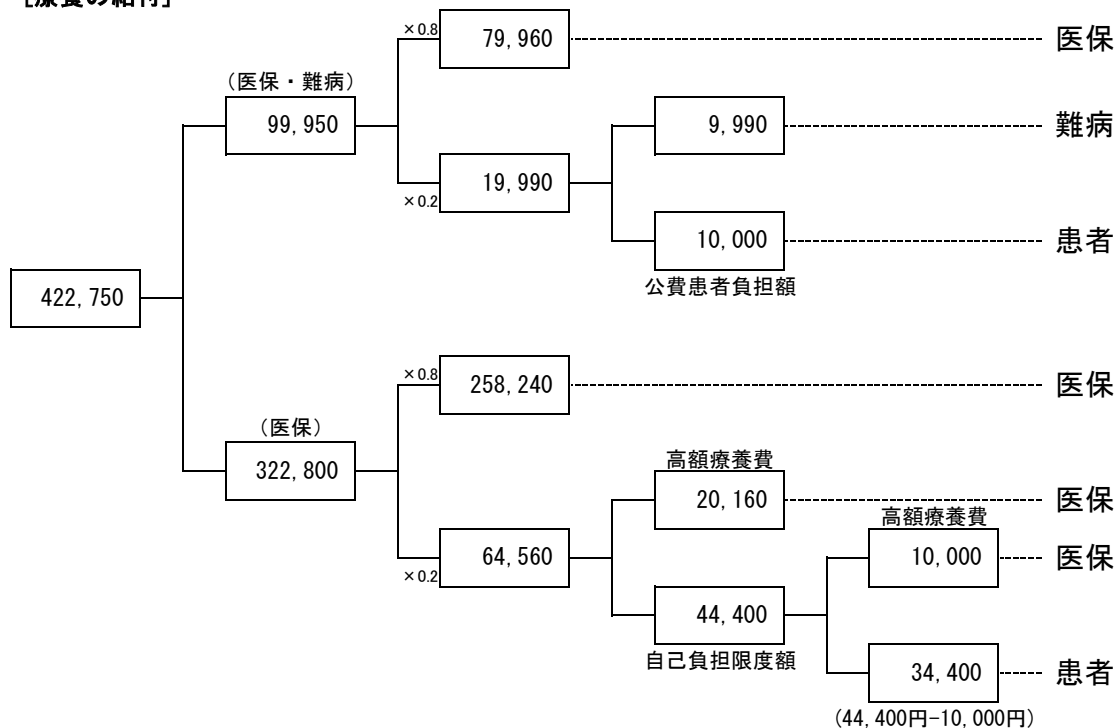 [療養の給付]
×0.8 79,960 医保
(医保・難病)
99,950 9,990 難病
×0.2 19,990
10,000 患者
422,750 公費患者負担額
×0.8 258,240 医保
(医保)
322,800 高額療養費
20,160 医保
高額療養費
×0.2 64,560 10,000 医保
44,400
自己負担限度額 34,400 患者
(44,400円-10,000円)